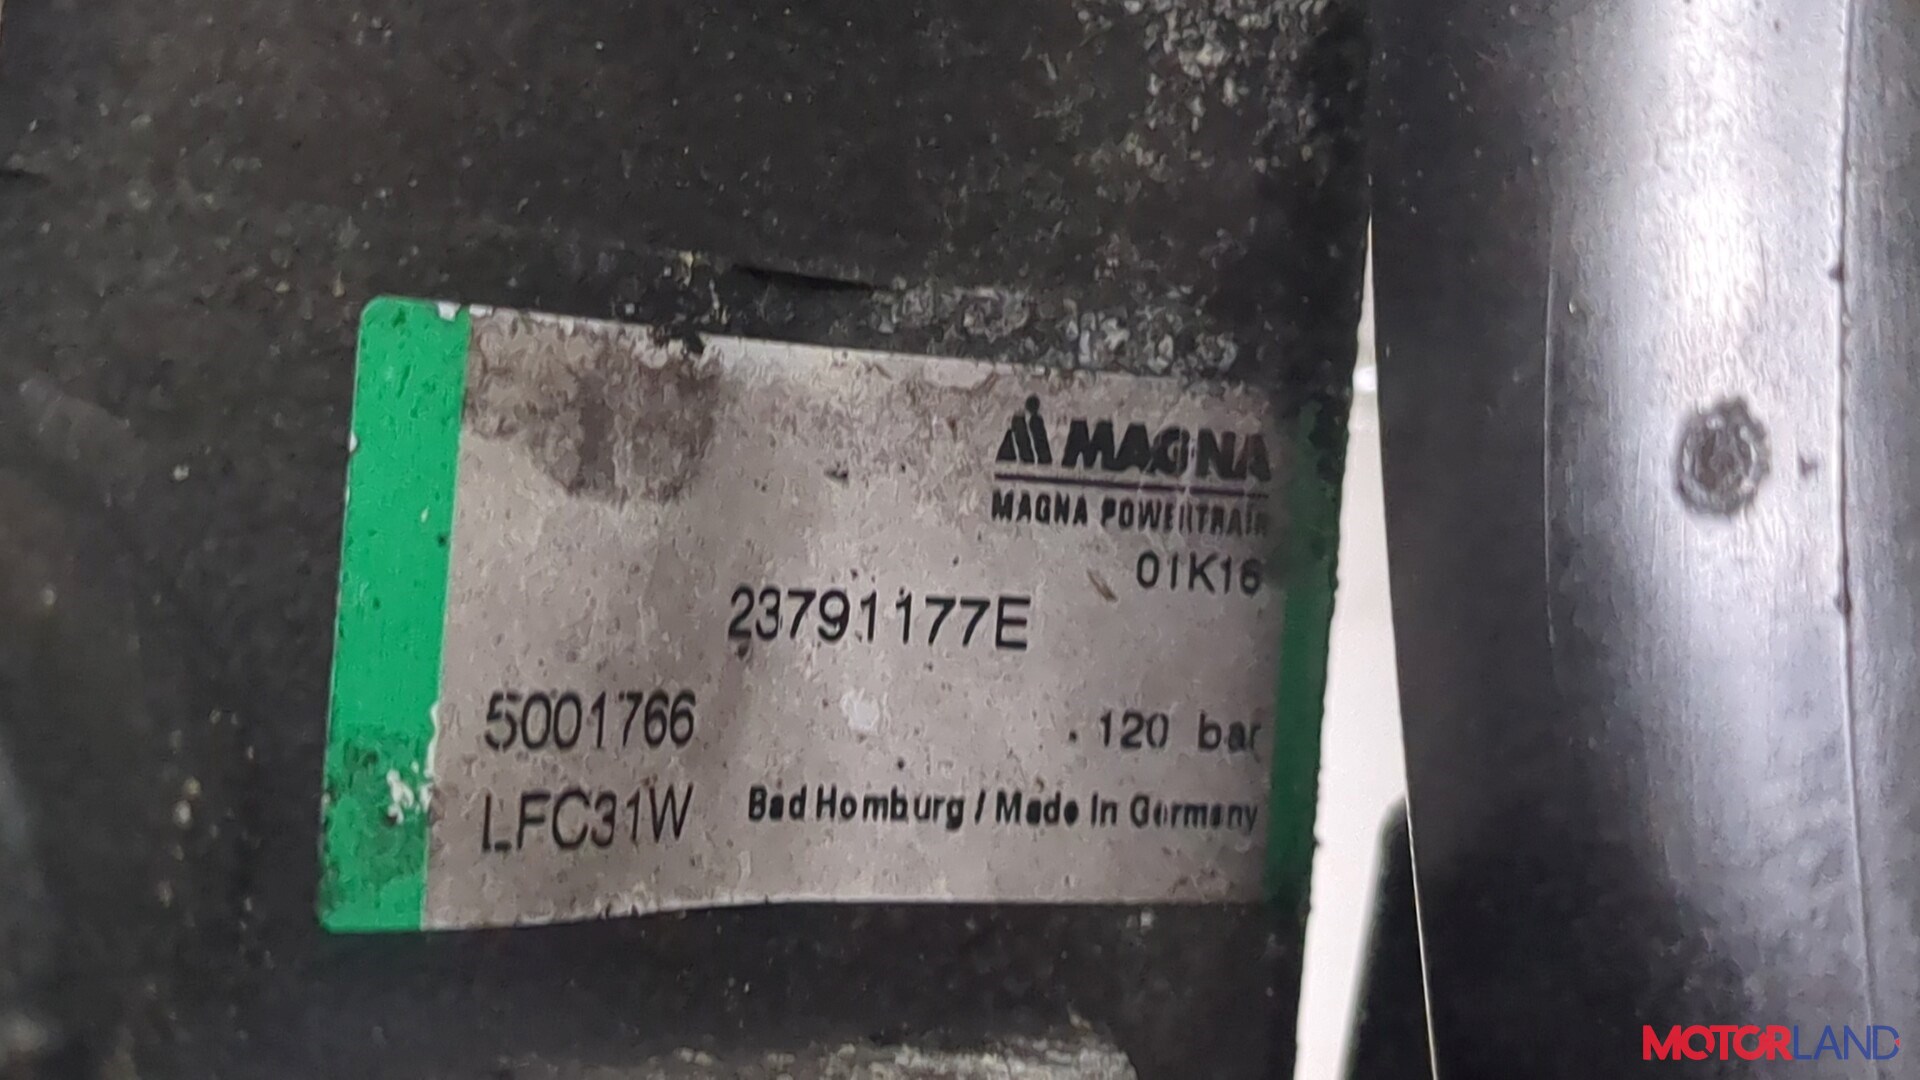 MAGNA
MAGNA POWERTRAIN
01K16
23791177E
5001766
120 bar
LFC31W
Bad Homburg / Made In Germany
MOTORLAND